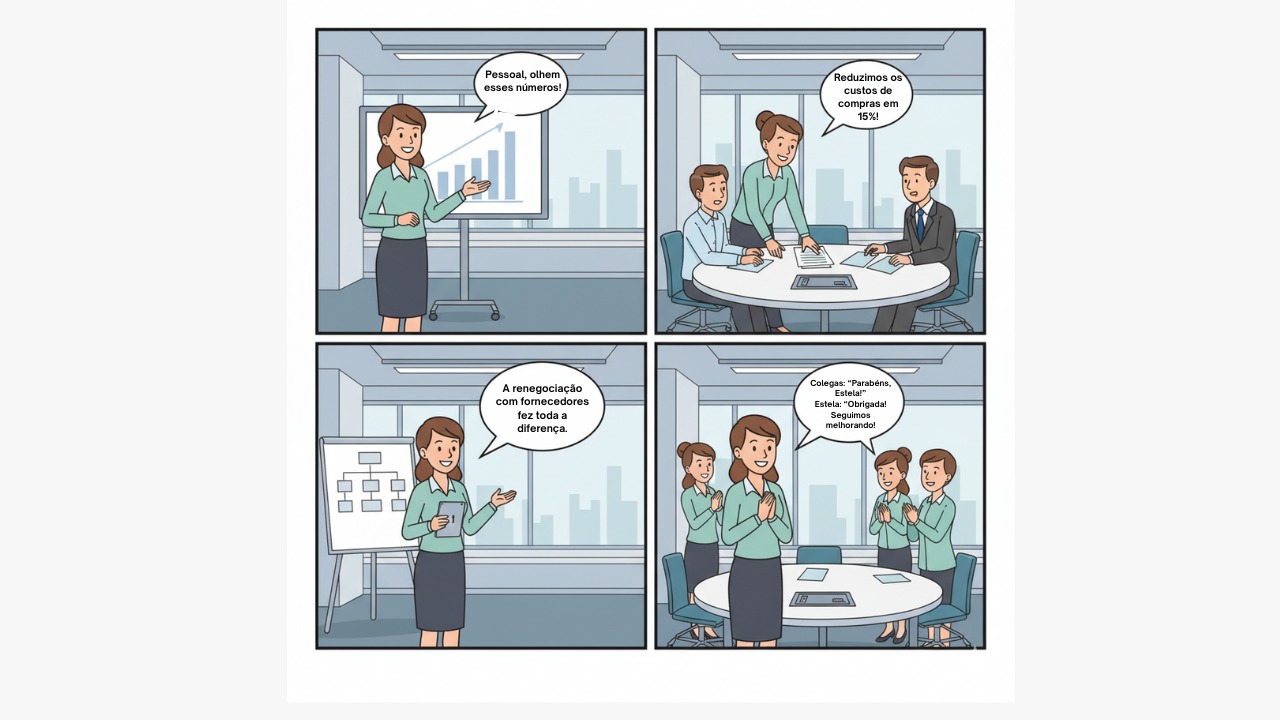 Pessoal, olhem
esses números!
Reduzimos os
custos de
compras em
15%!
A renegociação
com fornecedores
fez toda a
diferença.
Colegas: “Parabéns,
Estela!”
Estela: “Obrigada!
Seguimos
melhorando!